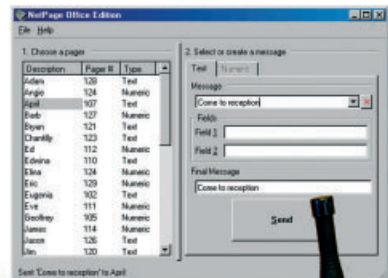 NetPage Office Edition
File Help
1. Choose a pager
Description Pager # Type
Adam 128 Text
Angie 124 Numeric
April 107 Text
Barb 127 Numeric
Bryan 121 Text
Chantilly 123 Text
Ed 112 Numeric
Edwina 110 Text
Elina 124 Numeric
Eric 129 Numeric
Eugenia 102 Text
Eve 111 Numeric
Geoffrey 105 Numeric
James 114 Numeric
Jason 126 Text
Jim 120 Text
2. Select or create a message
Text Numeric
Message
Come to reception
Fields
Field 1
Field 2
Final Message
Come to reception
Send
Sent 'Come to reception' to April